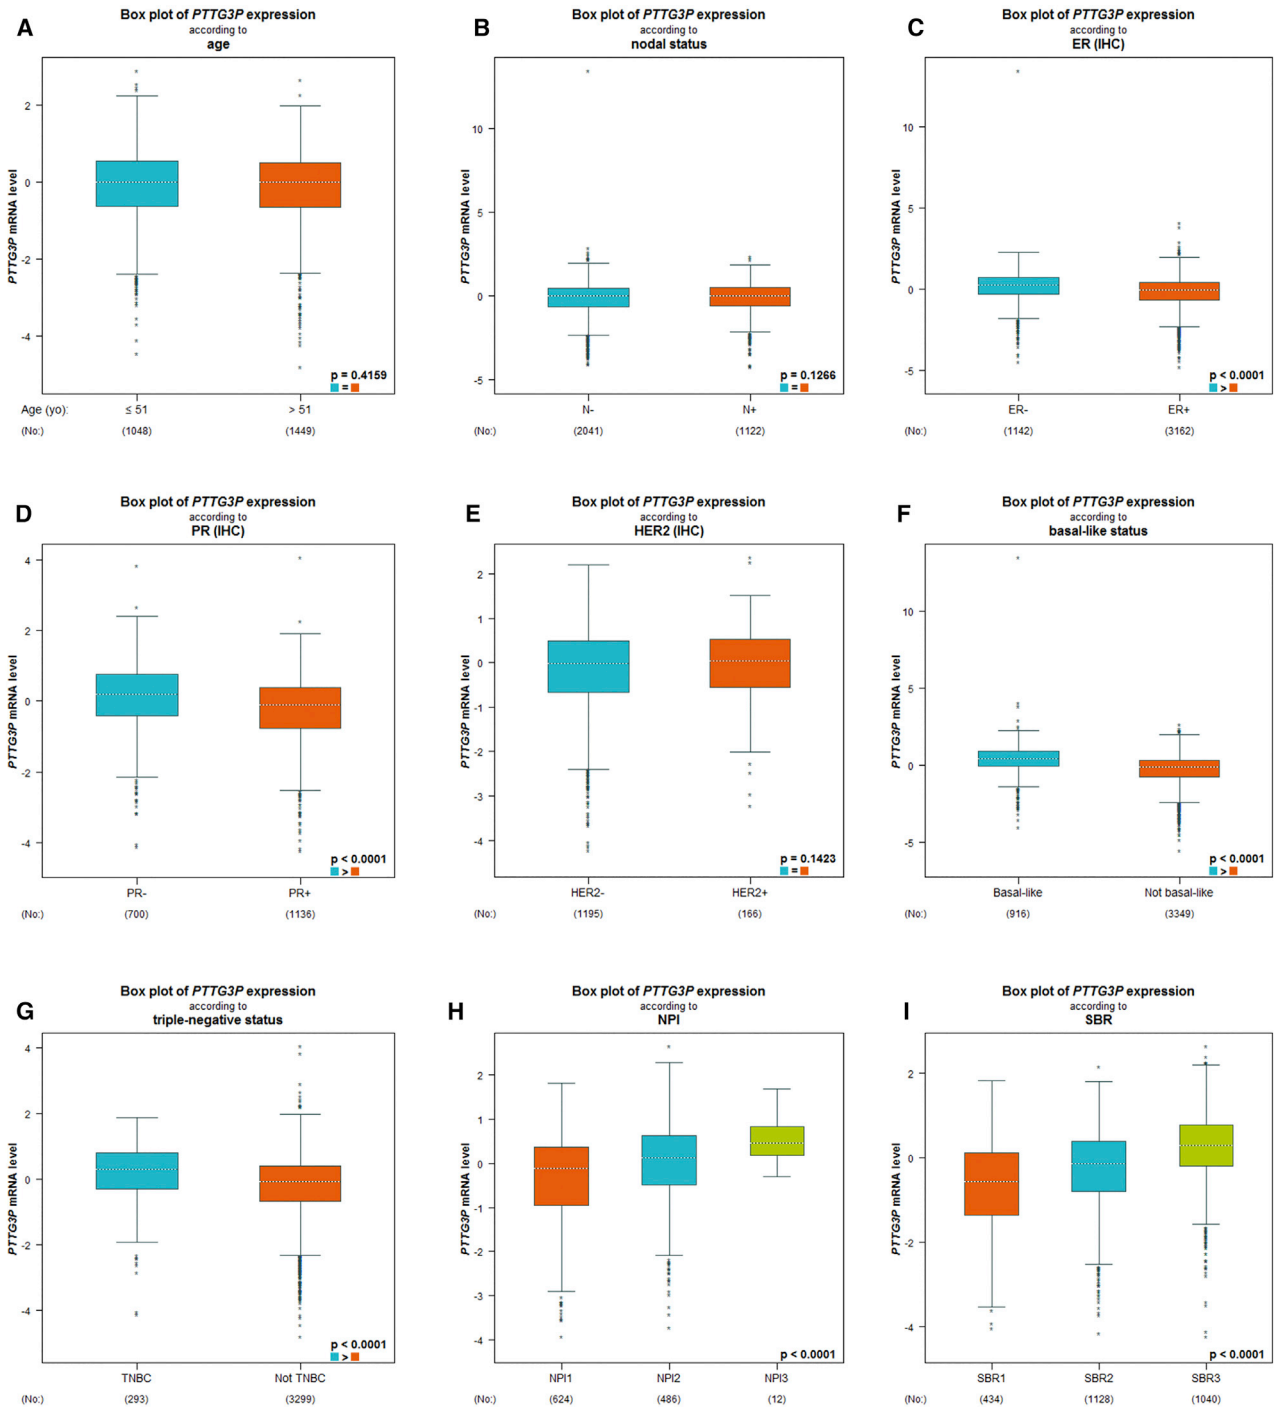 A
Box plot of PTTG3P expression
according to
age
PTTG3P mRNA level
2
0
-2
-4
p = 0.4159
=
Age (yo):
≤ 51
> 51
(No:)
(1048)
(1449)
B
Box plot of PTTG3P expression
according to
nodal status
PTTG3P mRNA level
10
5
0
-5
p = 0.1266
=
N-
N+
(2041)
(1122)
C
Box plot of PTTG3P expression
according to
ER (IHC)
PTTG3P mRNA level
10
5
0
-5
p < 0.0001
>
ER-
ER+
(No:)
(1142)
(3162)
D
Box plot of PTTG3P expression
according to
PR (IHC)
PTTG3P mRNA level
4
2
0
-2
-4
p < 0.0001
>
PR-
PR+
(No:)
(700)
(1136)
E
Box plot of PTTG3P expression
according to
HER2 (IHC)
PTTG3P mRNA level
2
1
0
-1
-2
-3
-4
p = 0.1423
=
HER2-
HER2+
(No:)
(1195)
(166)
F
Box plot of PTTG3P expression
according to
basal-like status
PTTG3P mRNA level
10
5
0
-5
p < 0.0001
>
Basal-like
Not basal-like
(No:)
(916)
(3349)
G
Box plot of PTTG3P expression
according to
triple-negative status
PTTG3P mRNA level
4
2
0
-2
-4
p < 0.0001
>
TNBC
Not TNBC
(No:)
(293)
(3299)
H
Box plot of PTTG3P expression
according to
NPI
PTTG3P mRNA level
2
1
0
-1
-2
-3
-4
p < 0.0001
NPI1
NPI2
NPI3
(No:)
(624)
(486)
(12)
I
Box plot of PTTG3P expression
according to
SBR
PTTG3P mRNA level
2
0
-2
-4
p < 0.0001
SBR1
SBR2
SBR3
(No:)
(434)
(1128)
(1040)